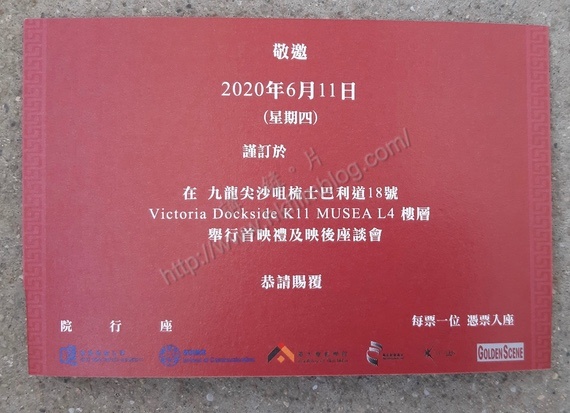 敬邀
2020年6月11日
(星期四)
謹訂於
在 九龍尖沙咀梳士巴利道18號
Victoria Dockside K11 MUSEA L4 樓層
舉行首映禮及映後座談會
恭請賜覆
院 行 座
每票一位 憑票入座
GOLDEN SCENE